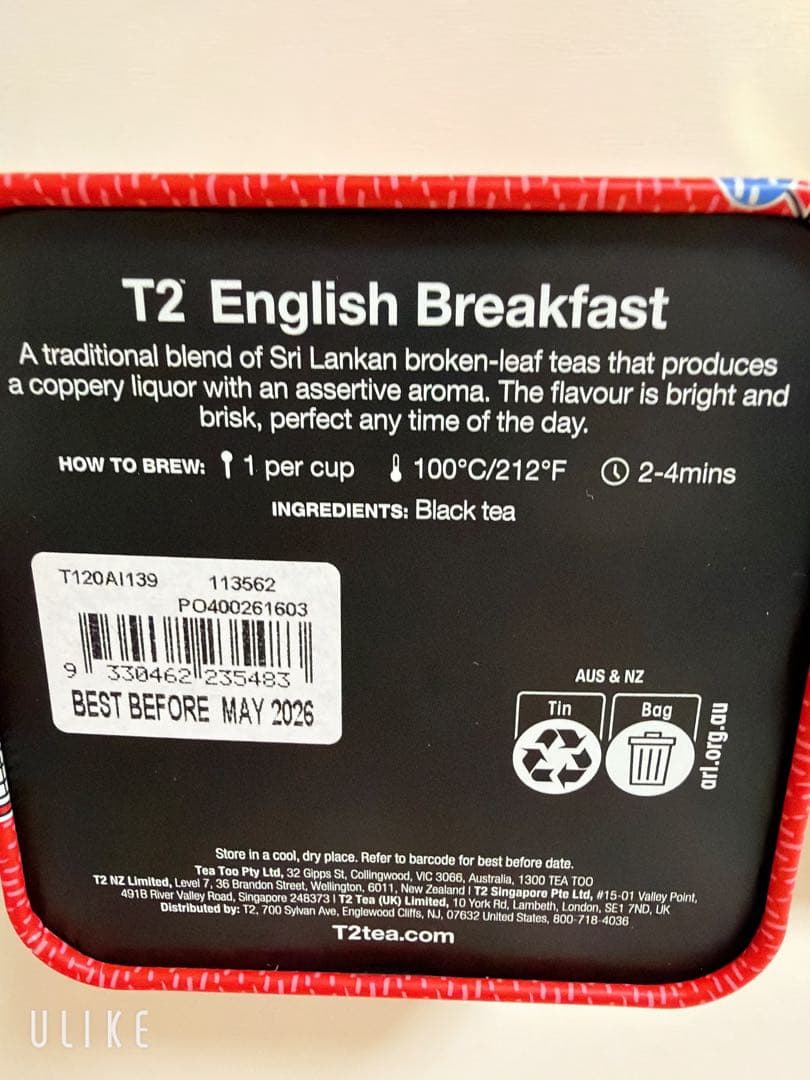 T2 English Breakfast
A traditional blend of Sri Lankan broken-leaf teas that produces
a coppery liquor with an assertive aroma. The flavour is bright and
brisk, perfect any time of the day.
HOW TO BREW: 1 per cup 100°C/212°F 2-4mins
INGREDIENTS: Black tea
T120AI139 113562
PO400261603
9 330462 235483
BEST BEFORE MAY 2026
AUS & NZ
Tin Bag
arl.org.au
Store in a cool, dry place. Refer to barcode for best before date.
Tea Too Pty Ltd, 32 Gipps St, Collingwood, VIC 3066, Australia, 1300 TEA TOO
T2 NZ Limited, Level 7, 36 Brandon Street, Wellington, 6011, New Zealand | T2 Singapore Pte Ltd, #15-01 Valley Point,
491B River Valley Road, Singapore 248373 | T2 Tea (UK) Limited, 10 York Rd, Lambeth, London, SE1 7ND, UK
Distributed by: T2, 700 Sylvan Ave, Englewood Cliffs, NJ, 07632 United States, 800-718-4036
T2tea.com
ULIKE